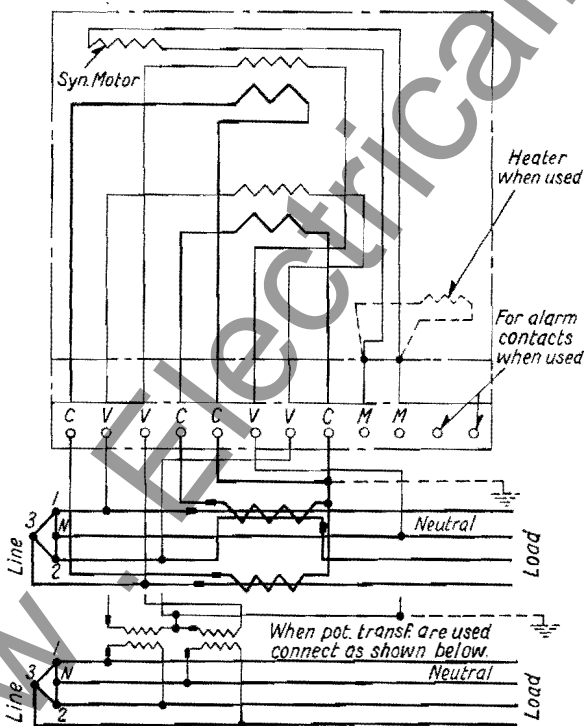 Syn. Motor
Heater
when used
For alarm
contacts
when used
C V V C C V V C M M
1
3 N
2
Line
Neutral
Load
When pot. transf. are used
connect as shown below.
1
3 N
2
Line
Neutral
Load
w. Electrical